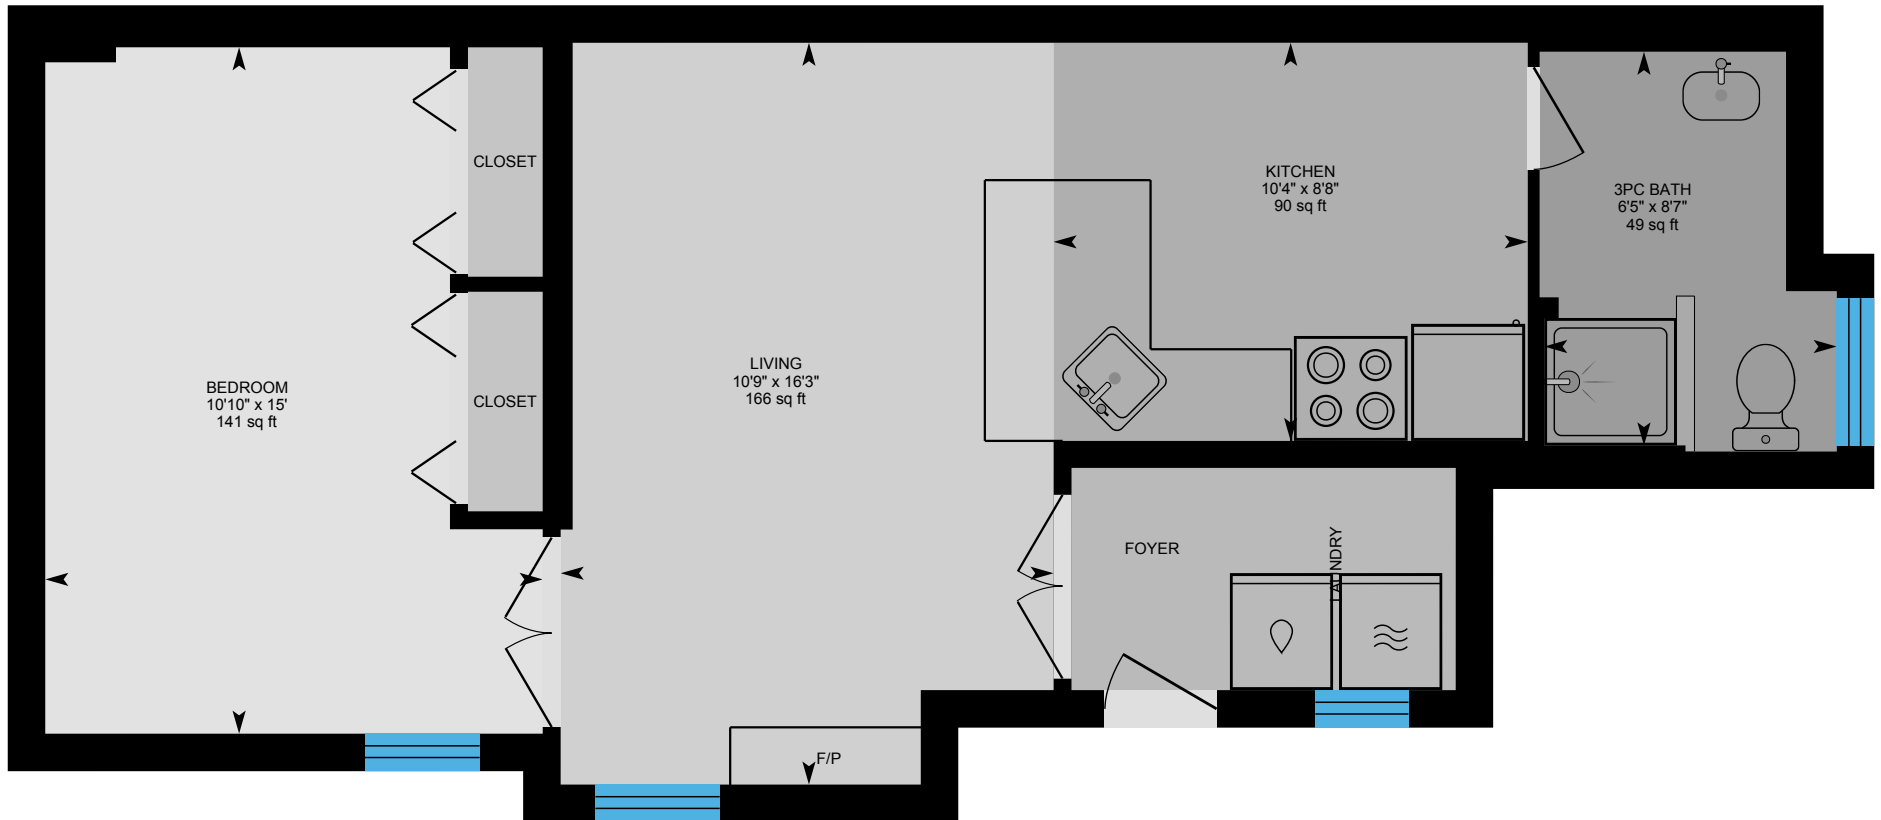 CLOSET
BEDROOM
10'10" x 15'
141 sq ft
CLOSET
LIVING
10'9" x 16'3"
166 sq ft
KITCHEN
10'4" x 8'8"
90 sq ft
3PC BATH
6'5" x 8'7"
49 sq ft
FOYER
LAUNDRY
F/P